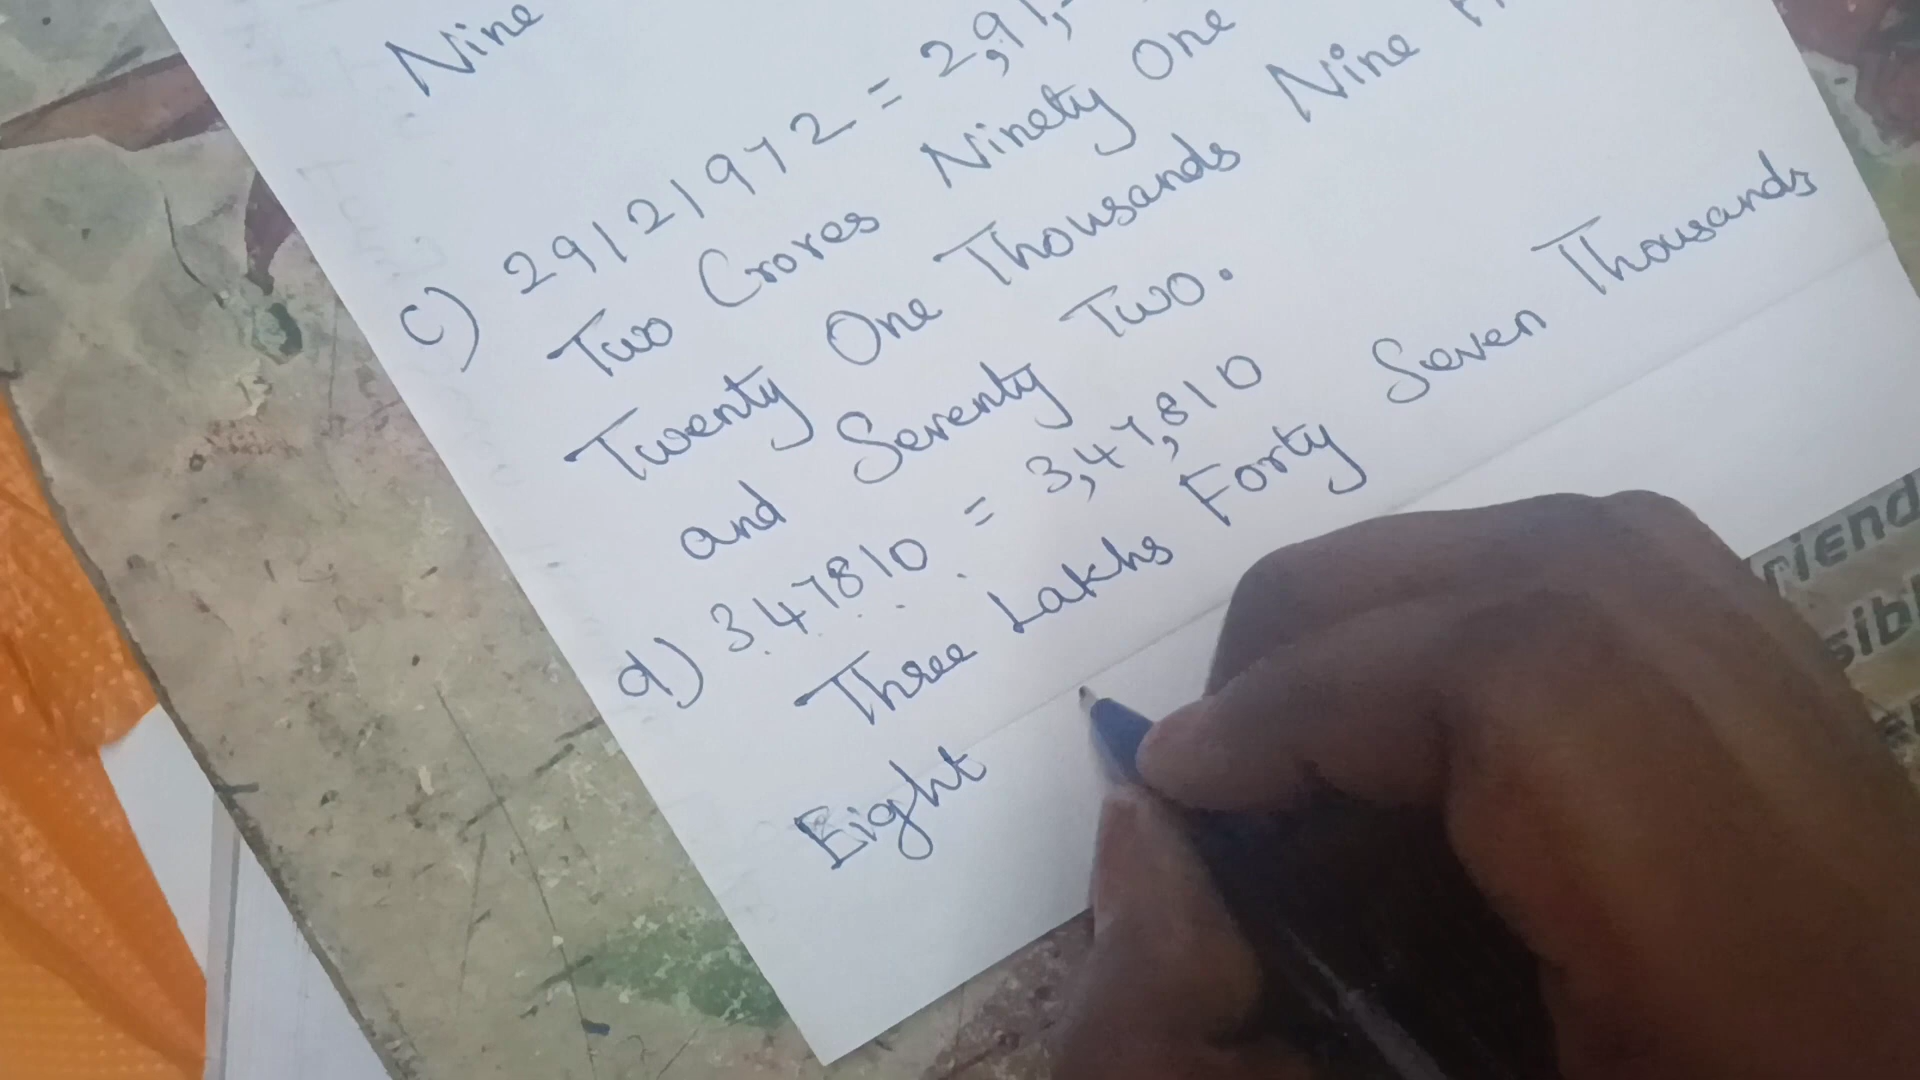 Nine
c) 29121972 = 2,91,
Two Crores Ninety One
Twenty One Thousands Nine
and Seventy Two.
d) 347810 = 3,47,810
Three Lakhs Forty Seven Thousands
Eight